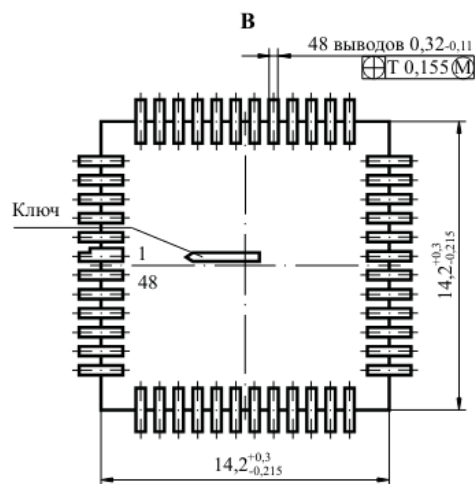 В
48 выводов 0,32-0,11
⌖ T 0,155 Ⓜ
Ключ
1
48
14,2 +0,3 -0,215
14,2 +0,3 -0,215